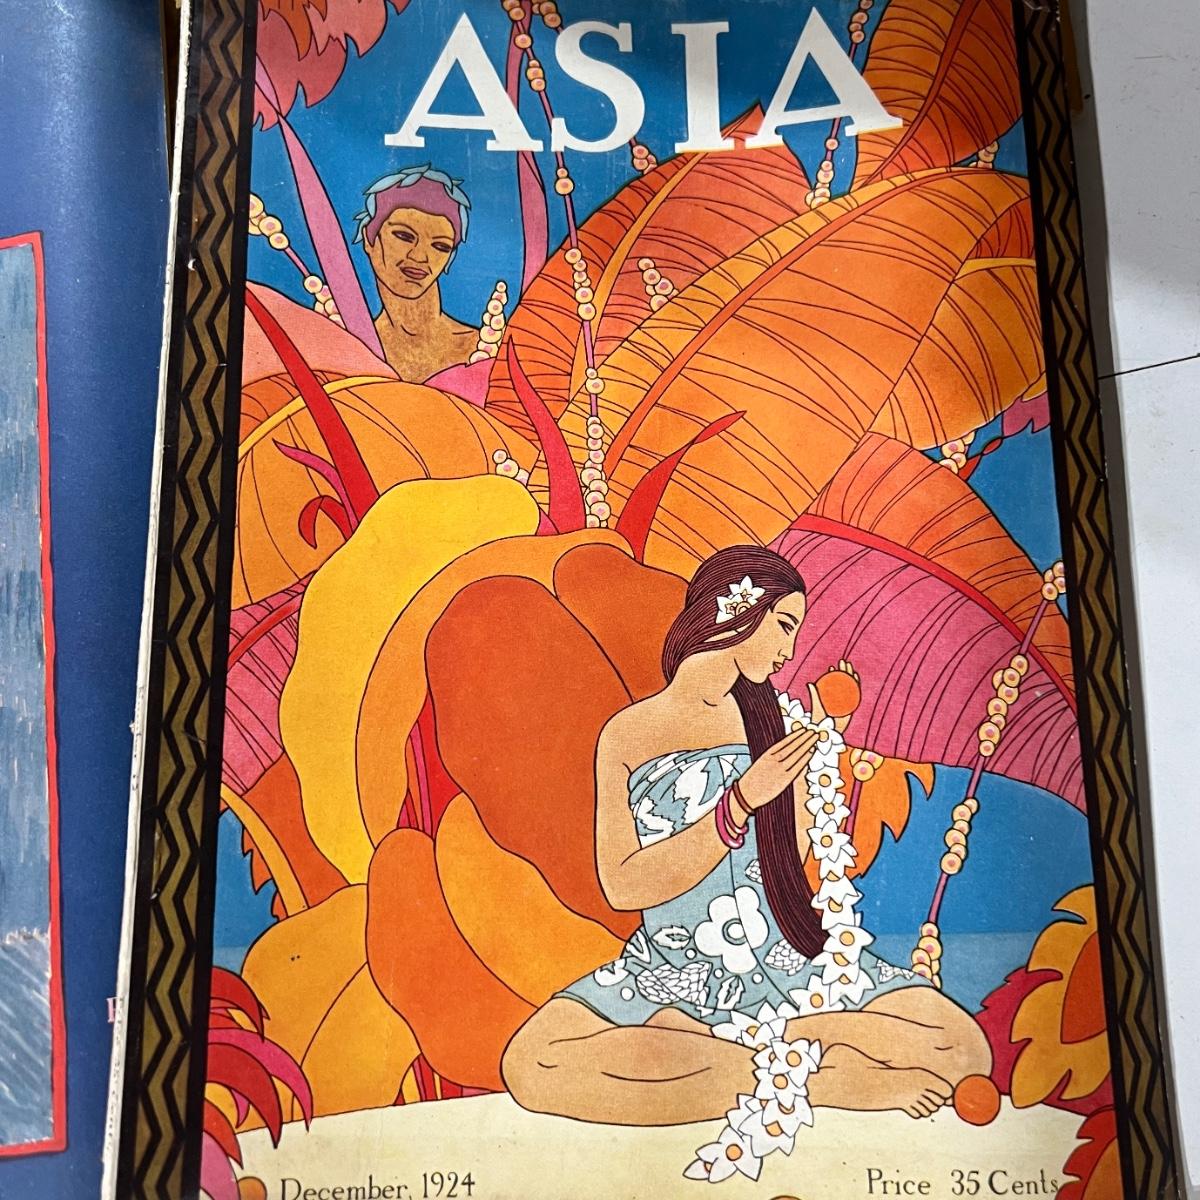 ASIA
December, 1924
Price 35 Cents